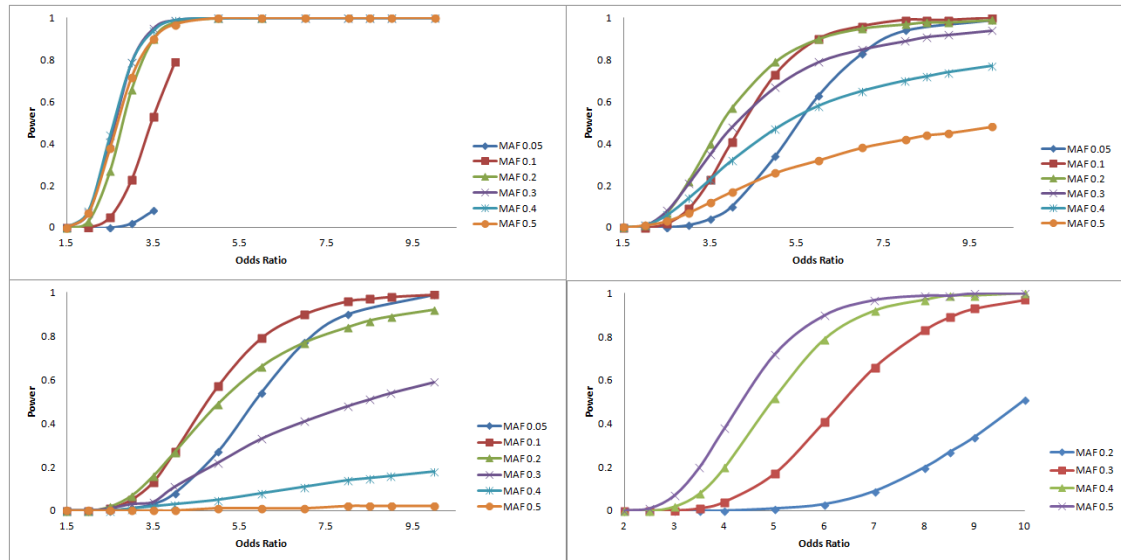 1
0.8
0.6
0.4
0.2
0
Power
1.5 3.5 5.5 7.5 9.5
Odds Ratio
MAF 0.05
MAF 0.1
MAF 0.2
MAF 0.3
MAF 0.4
MAF 0.5
1
0.8
0.6
0.4
0.2
0
Power
1.5 3.5 5.5 7.5 9.5
Odds Ratio
MAF 0.05
MAF 0.1
MAF 0.2
MAF 0.3
MAF 0.4
MAF 0.5
1
0.8
0.6
0.4
0.2
0
Power
1.5 3.5 5.5 7.5 9.5
Odds Ratio
MAF 0.05
MAF 0.1
MAF 0.2
MAF 0.3
MAF 0.4
MAF 0.5
1
0.8
0.6
0.4
0.2
0
Power
2 3 4 5 6 7 8 9 10
Odds Ratio
MAF 0.2
MAF 0.3
MAF 0.4
MAF 0.5